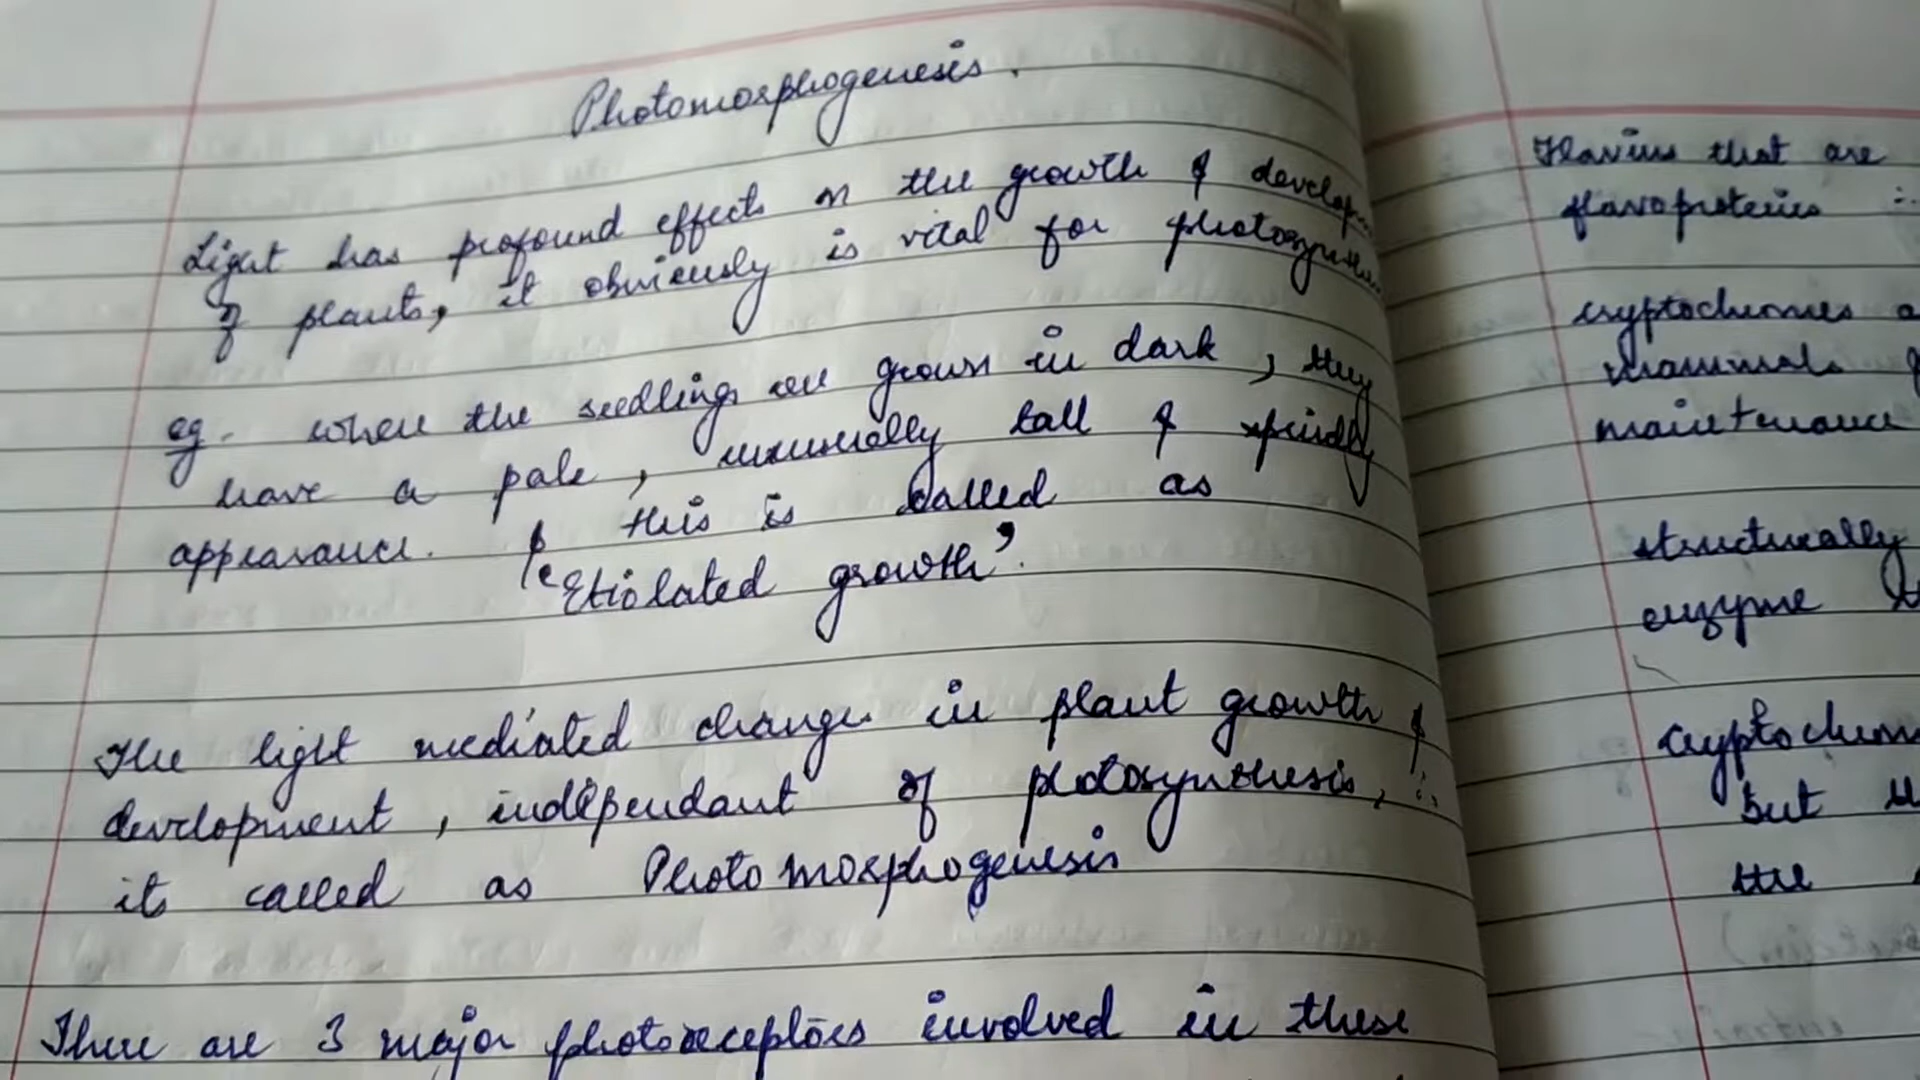 Photomorphogenesis.
Light has profound effects on the growth & develop
of plants, it obviously is vital for photosynthe
eg. when the seedlings are grown in dark, they
have a pale, unusually tall & spindly
appearance. & this is called as
"Etiolated growth".
The light mediated changes in plant growth &
development, independant of photosynthesis, ∴
it called as Photomorphogenesis
There are 3 major photoreceptors involved in these
Flavins that are
flavoproteins ∴
cryptochromes a
mammals
maintenance
structurally
enzyme
cryptochrom
but
the